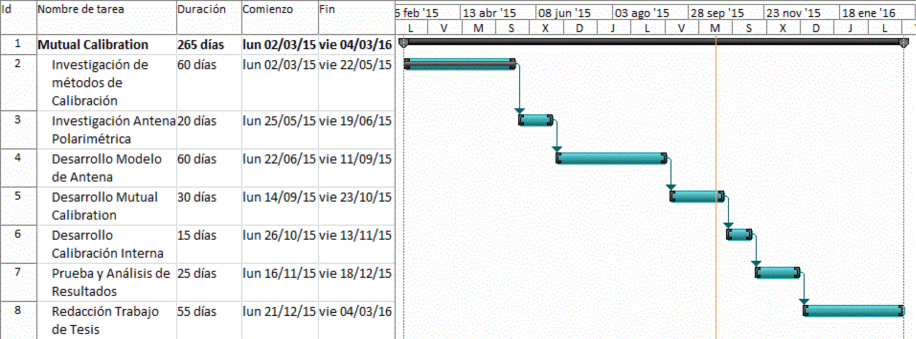 Id Nombre de tarea Duración Comienzo Fin 5 feb '15 13 abr '15 08 jun '15 03 ago '15 28 sep '15 23 nov '15 18 ene '16
L V M S X D J L V M S X D J L
1 Mutual Calibration 265 días lun 02/03/15 vie 04/03/16
2 Investigación de 60 días lun 02/03/15 vie 22/05/15
métodos de
Calibración
3 Investigación Antena 20 días lun 25/05/15 vie 19/06/15
Polarimétrica
4 Desarrollo Modelo 60 días lun 22/06/15 vie 11/09/15
de Antena
5 Desarrollo Mutual 30 días lun 14/09/15 vie 23/10/15
Calibration
6 Desarrollo 15 días lun 26/10/15 vie 13/11/15
Calibración Interna
7 Prueba y Análisis de 25 días lun 16/11/15 vie 18/12/15
Resultados
8 Redacción Trabajo 55 días lun 21/12/15 vie 04/03/16
de Tesis